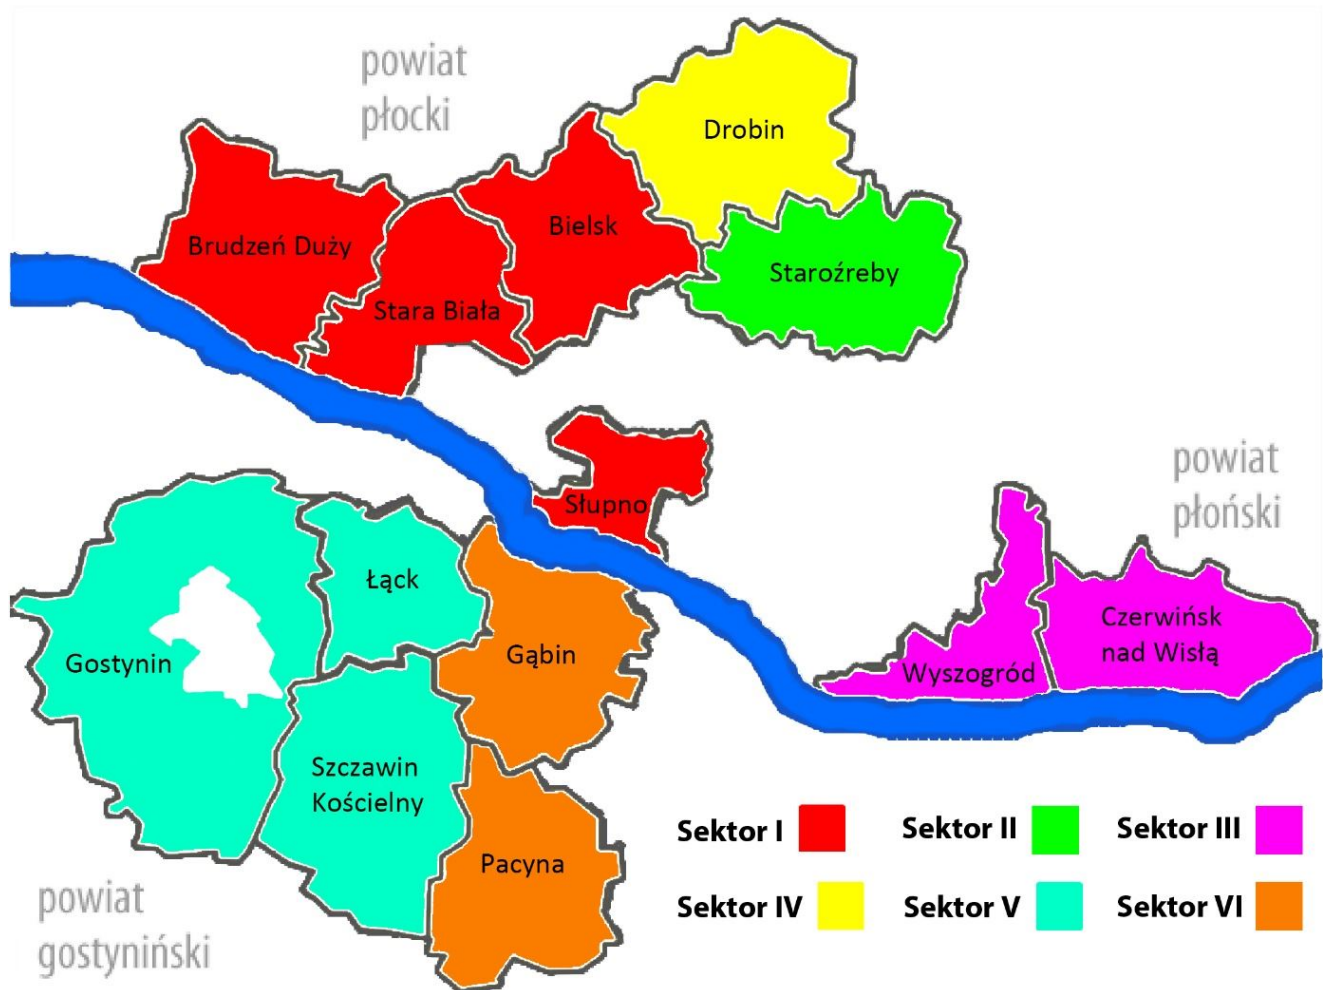 powiat
płocki
Drobin
Bielsk
Brudzeń Duży
Staroźreby
Stara Biała
powiat
płoński
Słupno
Łąck
Czerwińsk
nad Wisłą
Gąbin
Gostynin
Wyszogród
Szczawin
Kościelny
Pacyna
Sektor I
Sektor II
Sektor III
Sektor IV
Sektor V
Sektor VI
powiat
gostyniński